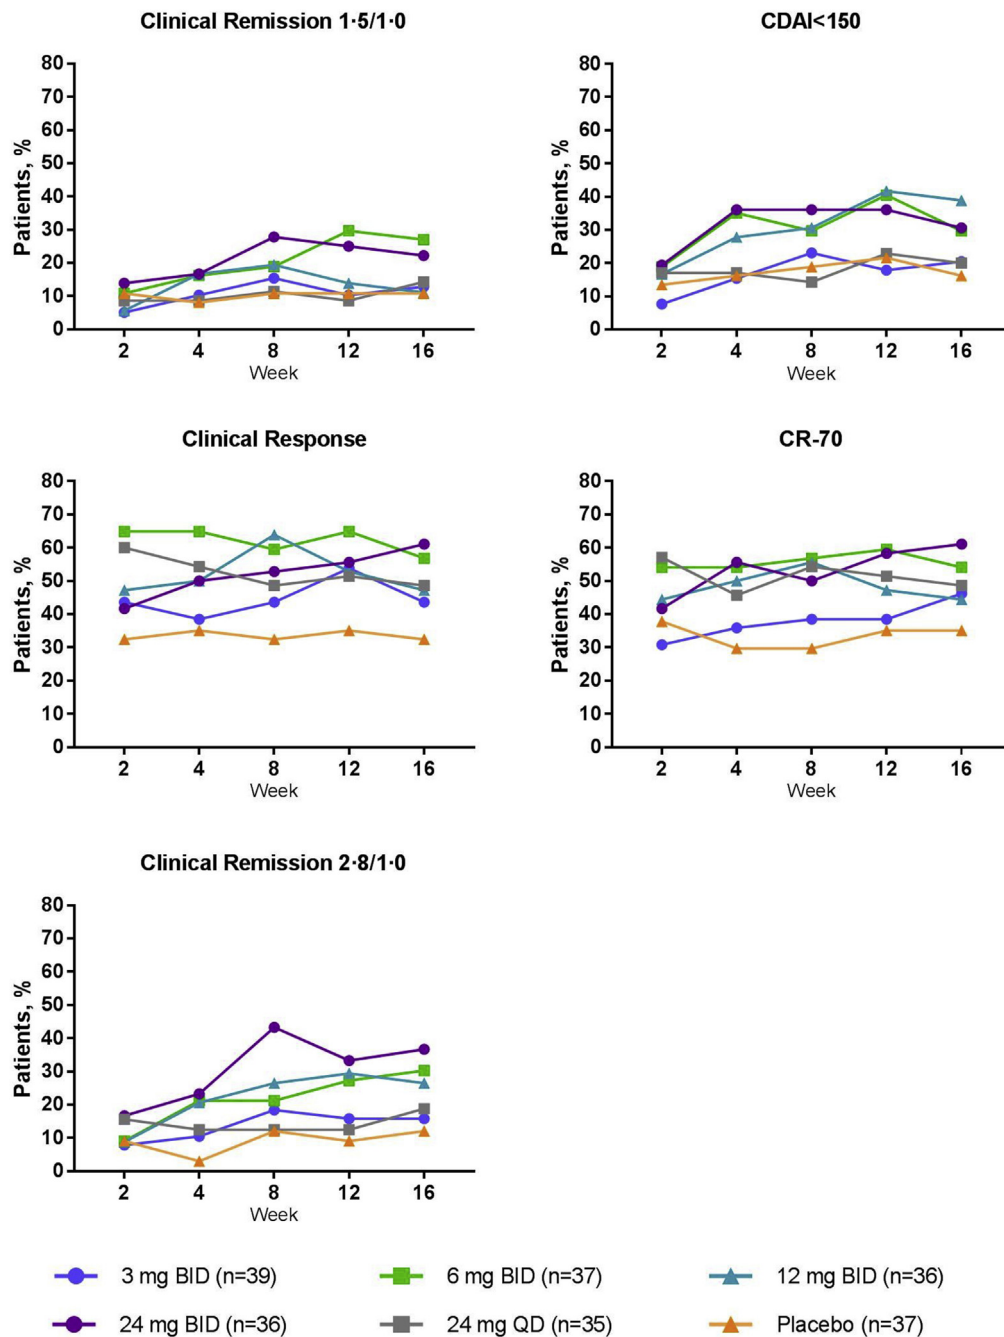 Clinical Remission 1·5/1·0
Patients, %
80
70
60
50
40
30
20
10
0
2 4 8 12 16
Week
CDAI<150
Patients, %
80
70
60
50
40
30
20
10
0
2 4 8 12 16
Week
Clinical Response
Patients, %
80
70
60
50
40
30
20
10
0
2 4 8 12 16
Week
CR-70
Patients, %
80
70
60
50
40
30
20
10
0
2 4 8 12 16
Week
Clinical Remission 2·8/1·0
Patients, %
80
70
60
50
40
30
20
10
0
2 4 8 12 16
Week
3 mg BID (n=39) 6 mg BID (n=37) 12 mg BID (n=36)
24 mg BID (n=36) 24 mg QD (n=35) Placebo (n=37)